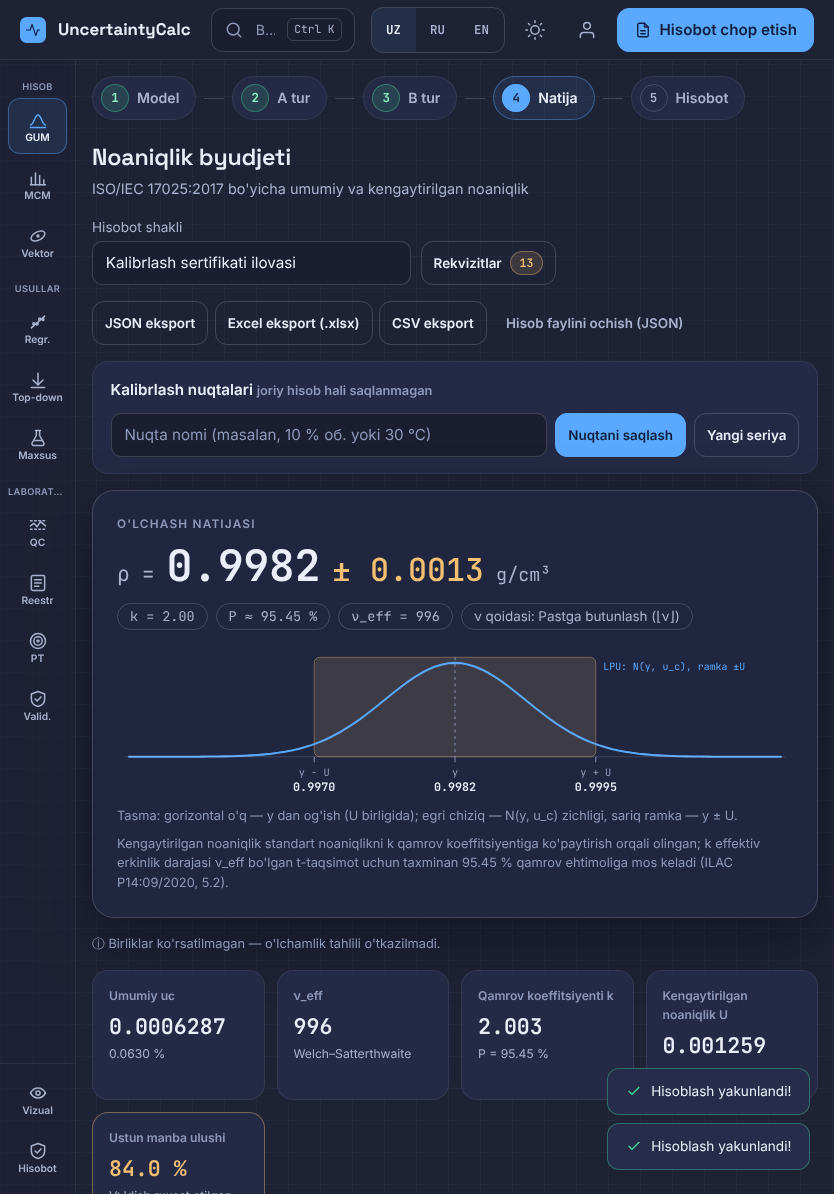 UncertaintyCalc
B...
Ctrl K
UZ
RU
EN
Hisobot chop etish
HISOB
GUM
MCM
Vektor
USULLAR
Regr.
Top-down
Maxsus
LABORAT...
QC
Reestr
PT
Valid.
Vizual
Hisobot
1 Model
2 A tur
3 B tur
4 Natija
5 Hisobot
Noaniqlik byudjeti
ISO/IEC 17025:2017 bo'yicha umumiy va kengaytirilgan noaniqlik
Hisobot shakli
Kalibrlash sertifikati ilovasi
Rekvizitlar 13
JSON eksport
Excel eksport (.xlsx)
CSV eksport
Hisob faylini ochish (JSON)
Kalibrlash nuqtalari joriy hisob hali saqlanmagan
Nuqta nomi (masalan, 10 % об. yoki 30 °C)
Nuqtani saqlash
Yangi seriya
O'LCHASH NATIJASI
ρ = 0.9982 ± 0.0013 g/cm³
k = 2.00
P ≈ 95.45 %
ν_eff = 996
ν qoidasi: Pastga butunlash (⌊ν⌋)
LPU: N(y, u_c), ramka ±U
y - U
y
y + U
0.9970
0.9982
0.9995
Tasma: gorizontal o'q — y dan og'ish (U birligida); egri chiziq — N(y, u_c) zichligi, sariq ramka — y ± U.
Kengaytirilgan noaniqlik standart noaniqlikni k qamrov koeffitsiyentiga ko'paytirish orqali olingan; k effektiv
erkinlik darajasi ν_eff bo'lgan t-taqsimot uchun taxminan 95.45 % qamrov ehtimoliga mos keladi (ILAC
P14:09/2020, 5.2).
ⓘ Birliklar ko'rsatilmagan — o'lchamlik tahlili o'tkazilmadi.
Umumiy uc
0.0006287
0.0630 %
ν_eff
996
Welch–Satterthwaite
Qamrov koeffitsiyenti k
2.003
P = 95.45 %
Kengaytirilgan
noaniqlik U
0.001259
Hisoblash yakunlandi!
Hisoblash yakunlandi!
Ustun manba ulushi
84.0 %